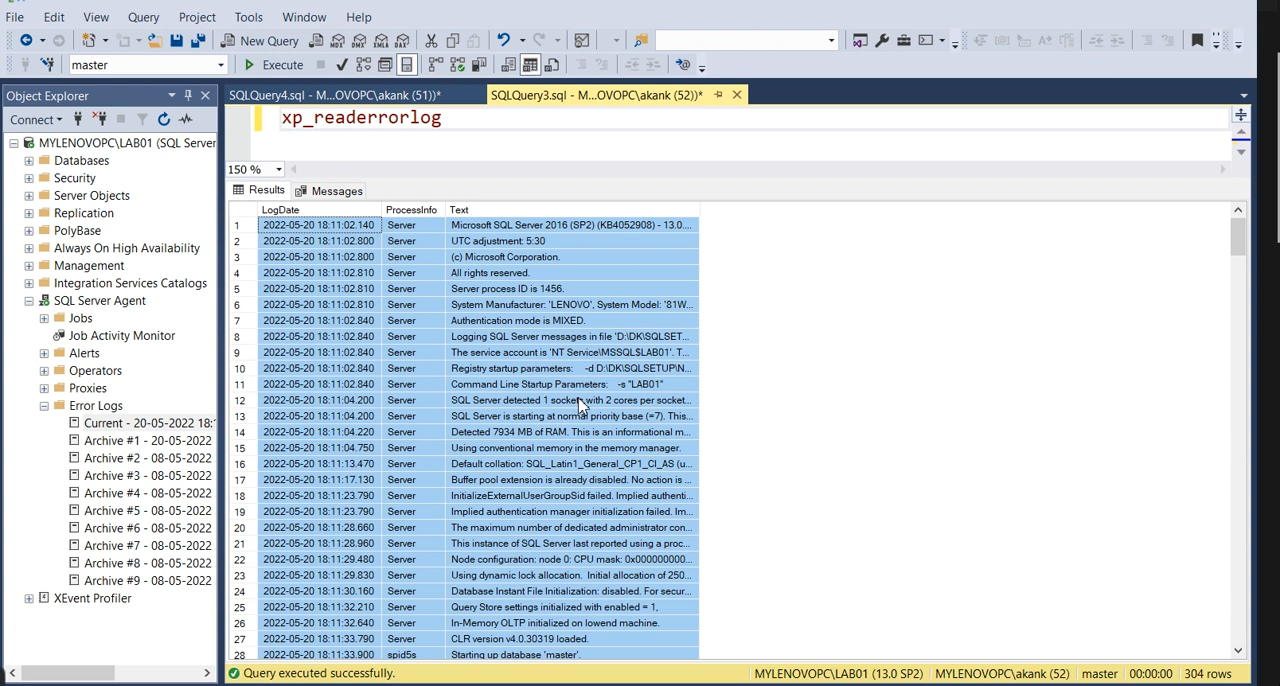 File Edit View Query Project Tools Window Help
New Query MDX DMX XMLA DAX
master Execute
Object Explorer
SQLQuery4.sql - M...OVOPC\akank (51))* SQLQuery3.sql - M...OVOPC\akank (52))*
Connect
xp_readerrorlog
MYLENOVOPC\LAB01 (SQL Server
Databases
Security
Server Objects
Replication
PolyBase
Always On High Availability
Management
Integration Services Catalogs
SQL Server Agent
Jobs
Job Activity Monitor
Alerts
Operators
Proxies
Error Logs
Current - 20-05-2022 18:
Archive #1 - 20-05-2022
Archive #2 - 08-05-2022
Archive #3 - 08-05-2022
Archive #4 - 08-05-2022
Archive #5 - 08-05-2022
Archive #6 - 08-05-2022
Archive #7 - 08-05-2022
Archive #8 - 08-05-2022
Archive #9 - 08-05-2022
XEvent Profiler
150 %
Results Messages
LogDate ProcessInfo Text
1 2022-05-20 18:11:02.140 Server Microsoft SQL Server 2016 (SP2) (KB4052908) - 13.0....
2 2022-05-20 18:11:02.800 Server UTC adjustment: 5:30
3 2022-05-20 18:11:02.800 Server (c) Microsoft Corporation.
4 2022-05-20 18:11:02.810 Server All rights reserved.
5 2022-05-20 18:11:02.810 Server Server process ID is 1456.
6 2022-05-20 18:11:02.810 Server System Manufacturer: 'LENOVO', System Model: '81W...
7 2022-05-20 18:11:02.840 Server Authentication mode is MIXED.
8 2022-05-20 18:11:02.840 Server Logging SQL Server messages in file 'D:\DK\SQLSET...
9 2022-05-20 18:11:02.840 Server The service account is 'NT Service\MSSQL$LAB01'. T...
10 2022-05-20 18:11:02.840 Server Registry startup parameters: -d D:\DK\SQLSETUP\N...
11 2022-05-20 18:11:02.840 Server Command Line Startup Parameters: -s "LAB01"
12 2022-05-20 18:11:04.200 Server SQL Server detected 1 sockets with 2 cores per socket...
13 2022-05-20 18:11:04.200 Server SQL Server is starting at normal priority base (=7). This...
14 2022-05-20 18:11:04.220 Server Detected 7934 MB of RAM. This is an informational m...
15 2022-05-20 18:11:04.750 Server Using conventional memory in the memory manager.
16 2022-05-20 18:11:13.470 Server Default collation: SQL_Latin1_General_CP1_CI_AS (u...
17 2022-05-20 18:11:17.130 Server Buffer pool extension is already disabled. No action is ...
18 2022-05-20 18:11:23.790 Server InitializeExternalUserGroupSid failed. Implied authenti...
19 2022-05-20 18:11:23.790 Server Implied authentication manager initialization failed. Im...
20 2022-05-20 18:11:28.660 Server The maximum number of dedicated administrator con...
21 2022-05-20 18:11:28.960 Server This instance of SQL Server last reported using a proc...
22 2022-05-20 18:11:29.480 Server Node configuration: node 0: CPU mask: 0x000000000...
23 2022-05-20 18:11:29.830 Server Using dynamic lock allocation. Initial allocation of 250...
24 2022-05-20 18:11:30.160 Server Database Instant File Initialization: disabled. For secur...
25 2022-05-20 18:11:32.210 Server Query Store settings initialized with enabled = 1,
26 2022-05-20 18:11:32.640 Server In-Memory OLTP initialized on lowend machine.
27 2022-05-20 18:11:33.790 Server CLR version v4.0.30319 loaded.
28 2022-05-20 18:11:33.900 spid5s Starting up database 'master'.
Query executed successfully. MYLENOVOPC\LAB01 (13.0 SP2) MYLENOVOPC\akank (52) master 00:00:00 304 rows